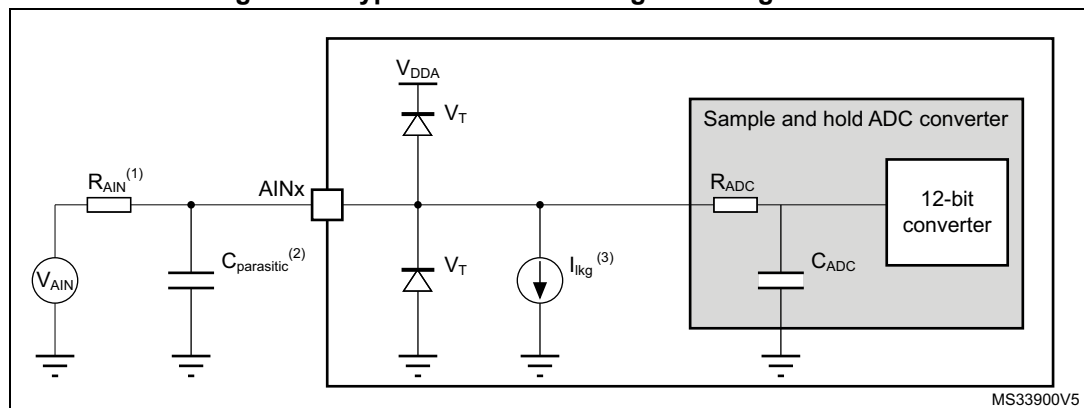 V_DDA
V_T
Sample and hold ADC converter
R_AIN^(1)
AINx
R_ADC
12-bit
converter
V_AIN
C_parasitic^(2)
V_T
I_lkg^(3)
C_ADC
MS33900V5